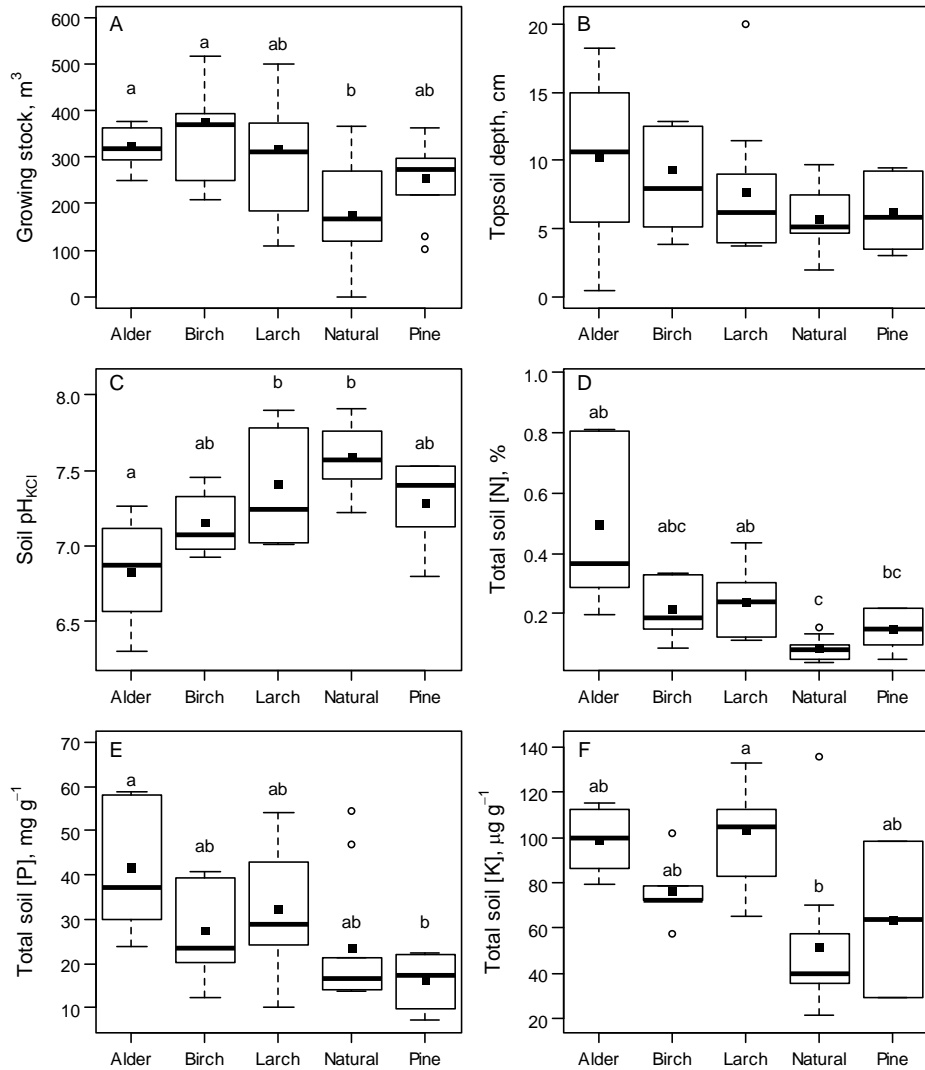 A
Growing stock, m³
600
500
400
300
200
100
0
a
a
ab
b
ab
Alder Birch Larch Natural Pine
B
Topsoil depth, cm
20
15
10
5
0
Alder Birch Larch Natural Pine
C
Soil pH_KCl
8.0
7.5
7.0
6.5
a
ab
b
b
ab
Alder Birch Larch Natural Pine
D
Total soil [N], %
1.0
0.8
0.6
0.4
0.2
ab
abc
ab
c
bc
Alder Birch Larch Natural Pine
E
Total soil [P], mg g⁻¹
70
60
50
40
30
20
10
a
ab
ab
ab
b
Alder Birch Larch Natural Pine
F
Total soil [K], μg g⁻¹
140
120
100
80
60
40
20
ab
ab
a
b
ab
Alder Birch Larch Natural Pine